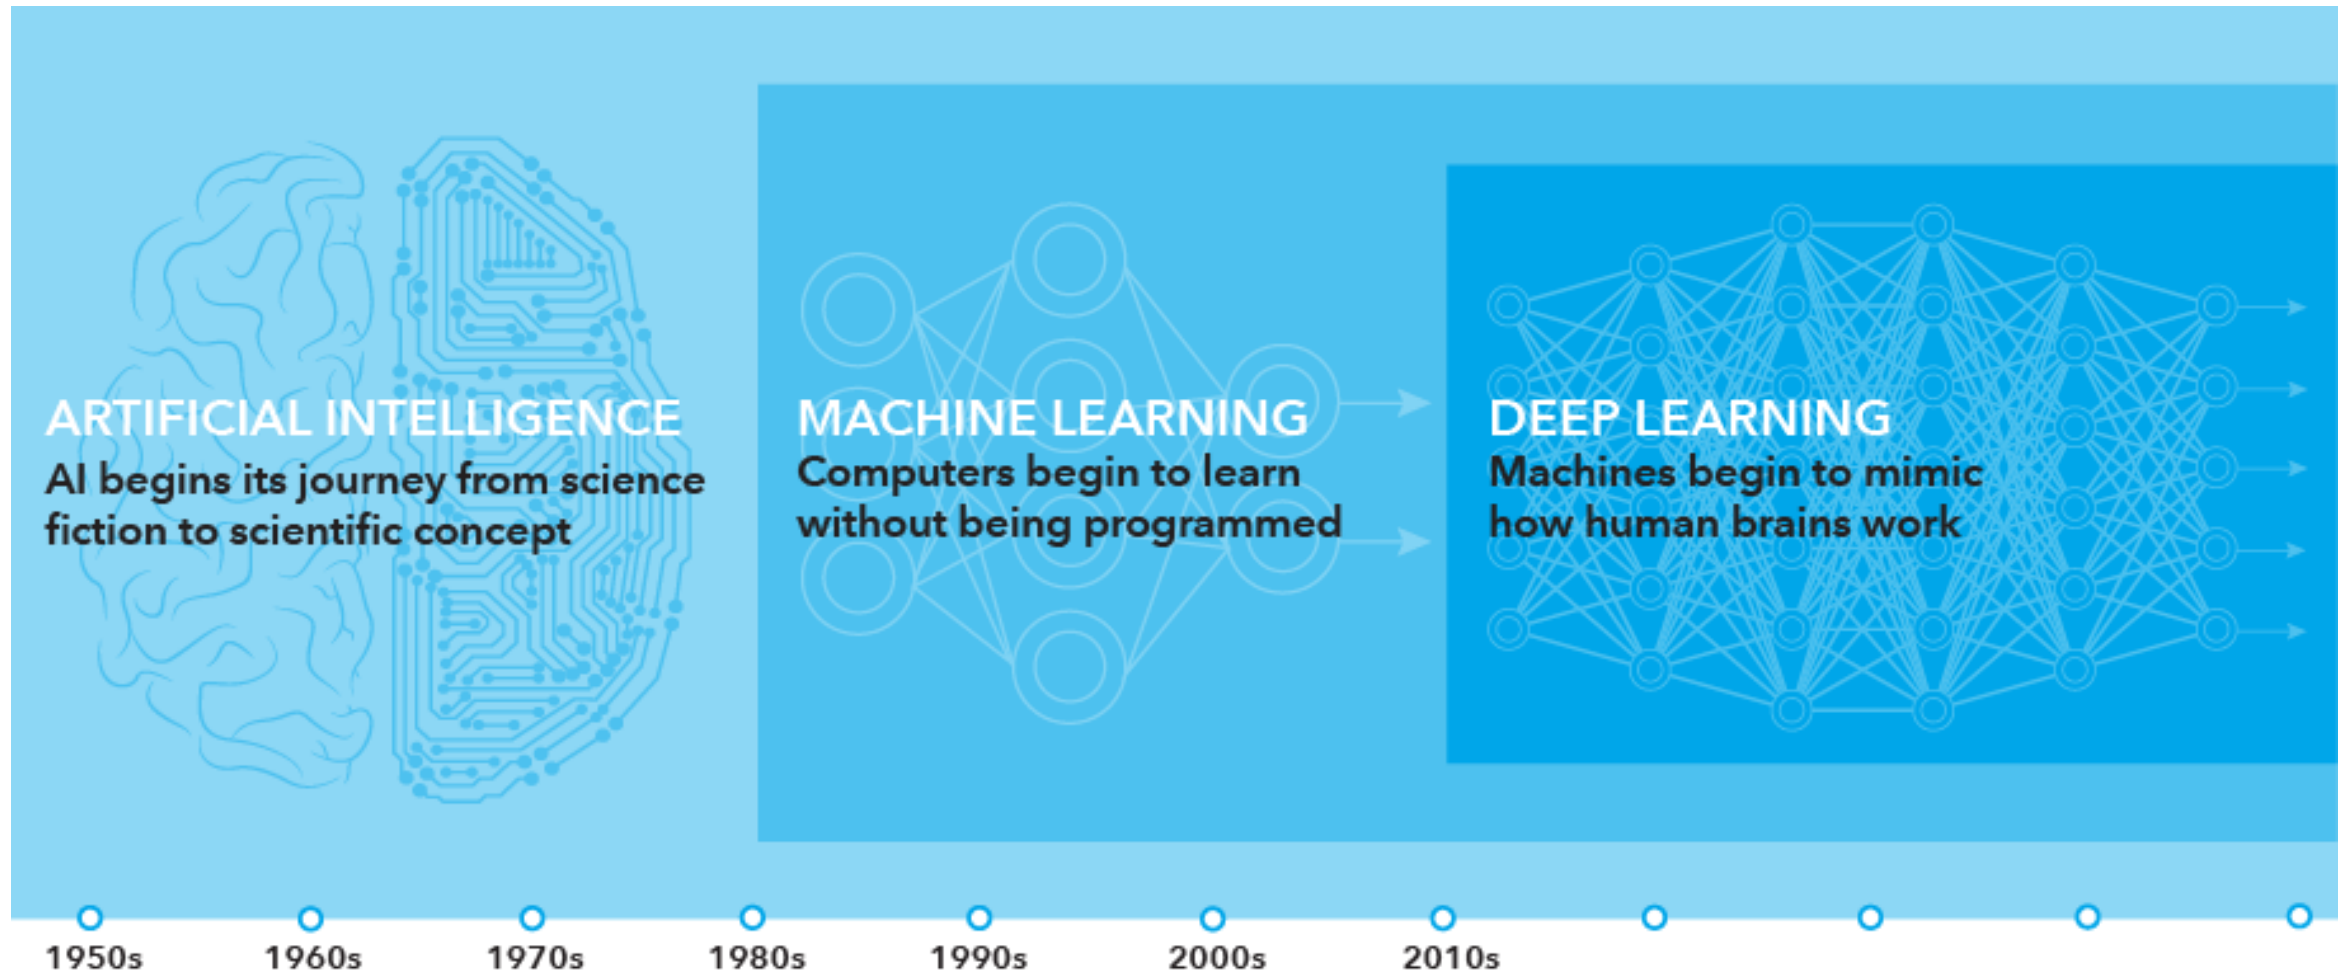 ARTIFICIAL INTELLIGENCE
AI begins its journey from science
fiction to scientific concept
MACHINE LEARNING
Computers begin to learn
without being programmed
DEEP LEARNING
Machines begin to mimic
how human brains work
1950s 1960s 1970s 1980s 1990s 2000s 2010s